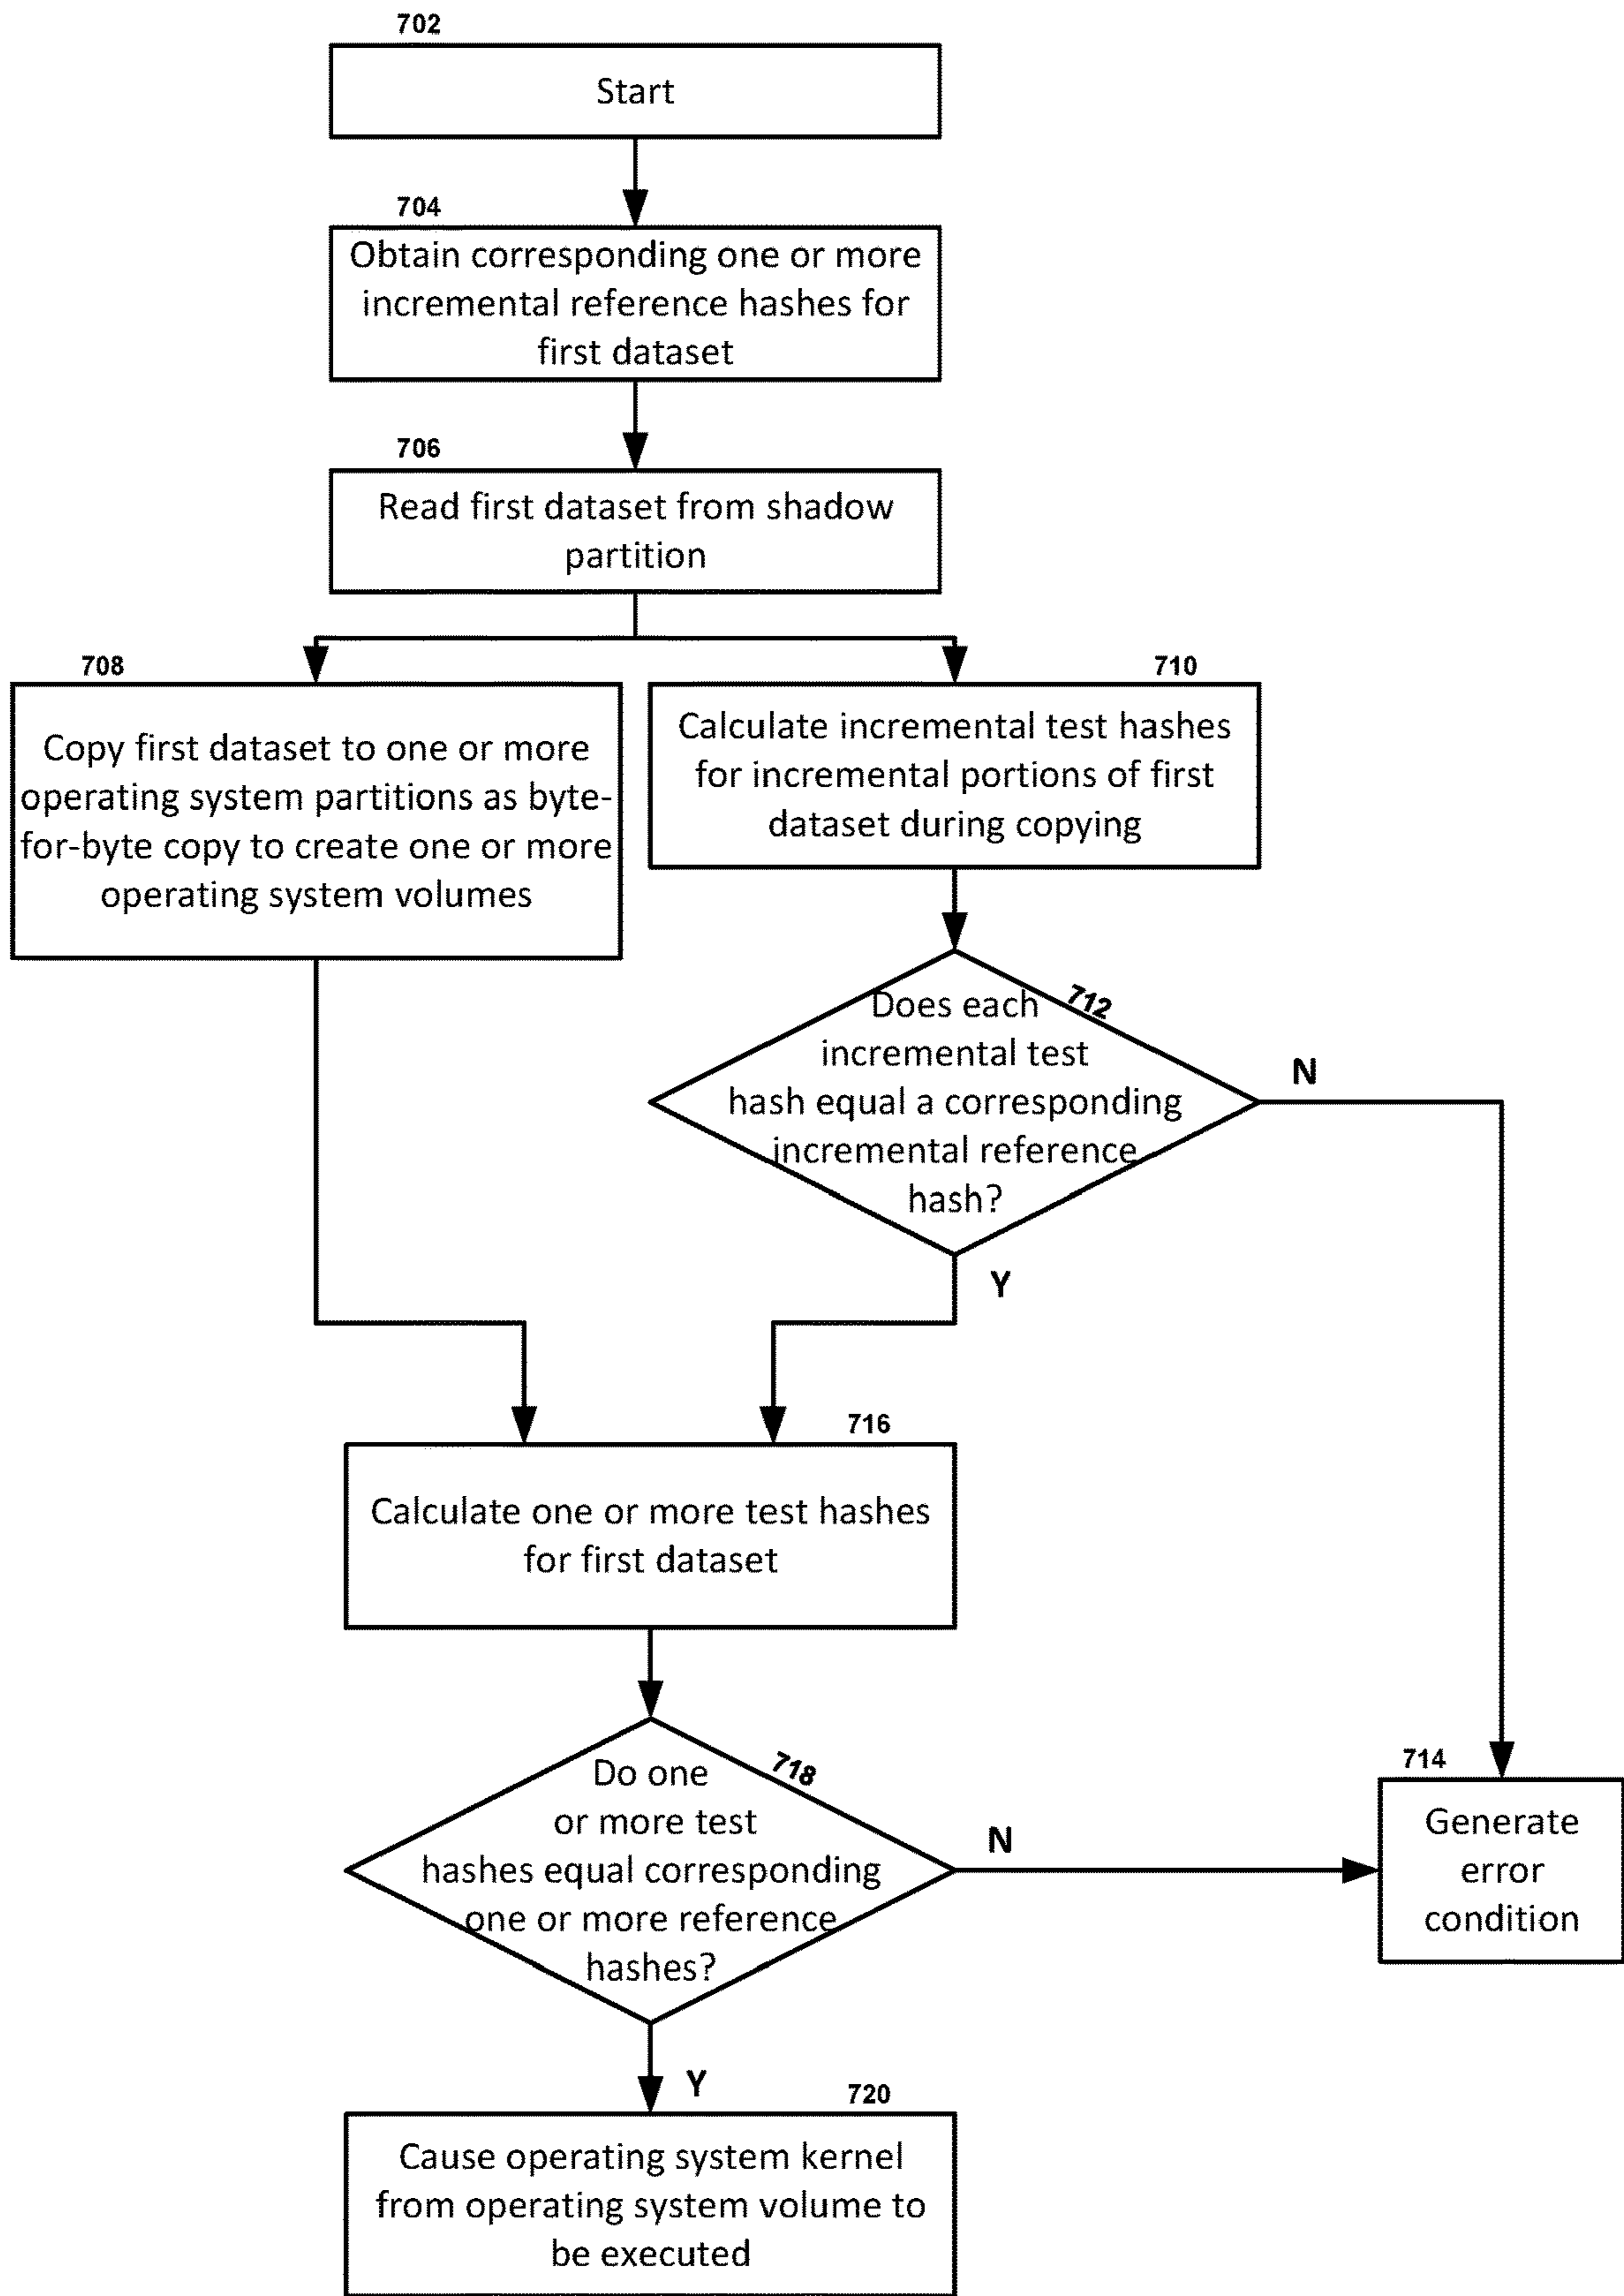 702
Start
704
Obtain corresponding one or more
incremental reference hashes for
first dataset
706
Read first dataset from shadow
partition
708
Copy first dataset to one or more
operating system partitions as byte-
for-byte copy to create one or more
operating system volumes
710
Calculate incremental test hashes
for incremental portions of first
dataset during copying
712
Does each
incremental test
hash equal a corresponding
incremental reference
hash?
N
Y
716
Calculate one or more test hashes
for first dataset
718
Do one
or more test
hashes equal corresponding
one or more reference
hashes?
N
714
Generate
error
condition
Y
720
Cause operating system kernel
from operating system volume to
be executed